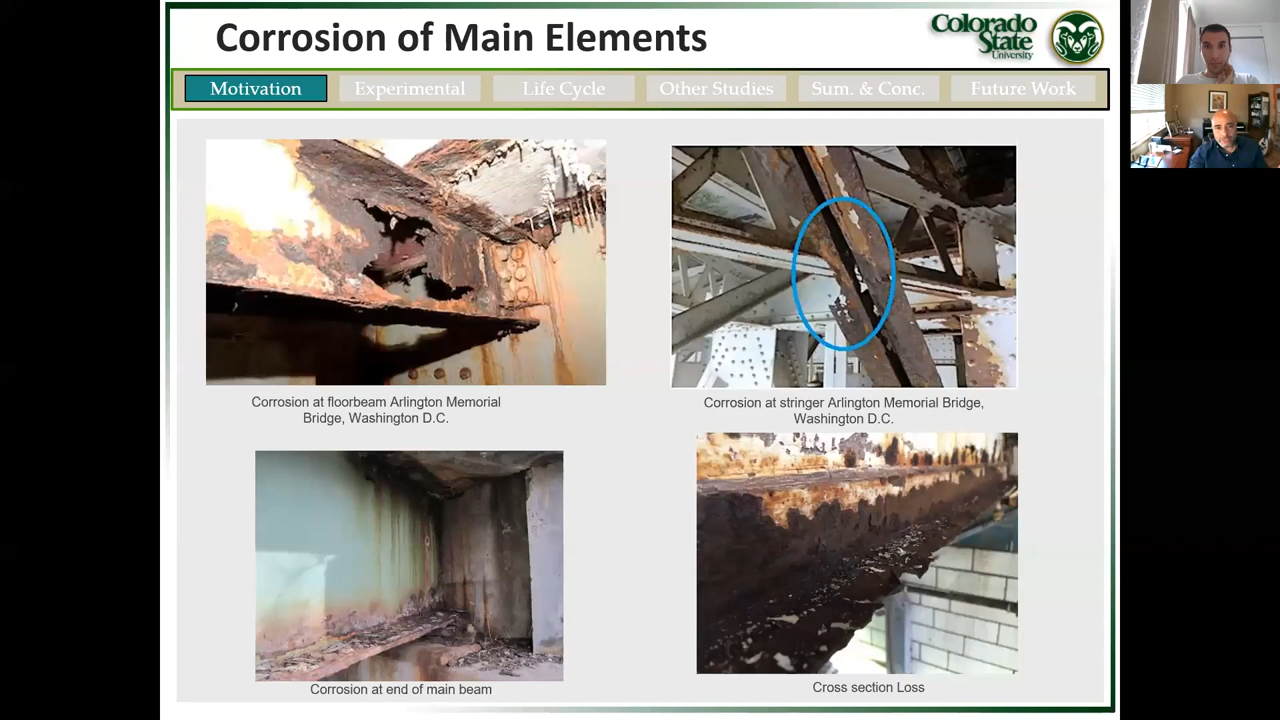 Corrosion of Main Elements
Colorado
State
University
Motivation
Experimental
Life Cycle
Other Studies
Sum. & Conc.
Future Work
Corrosion at floorbeam Arlington Memorial
Bridge, Washington D.C.
Corrosion at stringer Arlington Memorial Bridge,
Washington D.C.
Corrosion at end of main beam
Cross section Loss